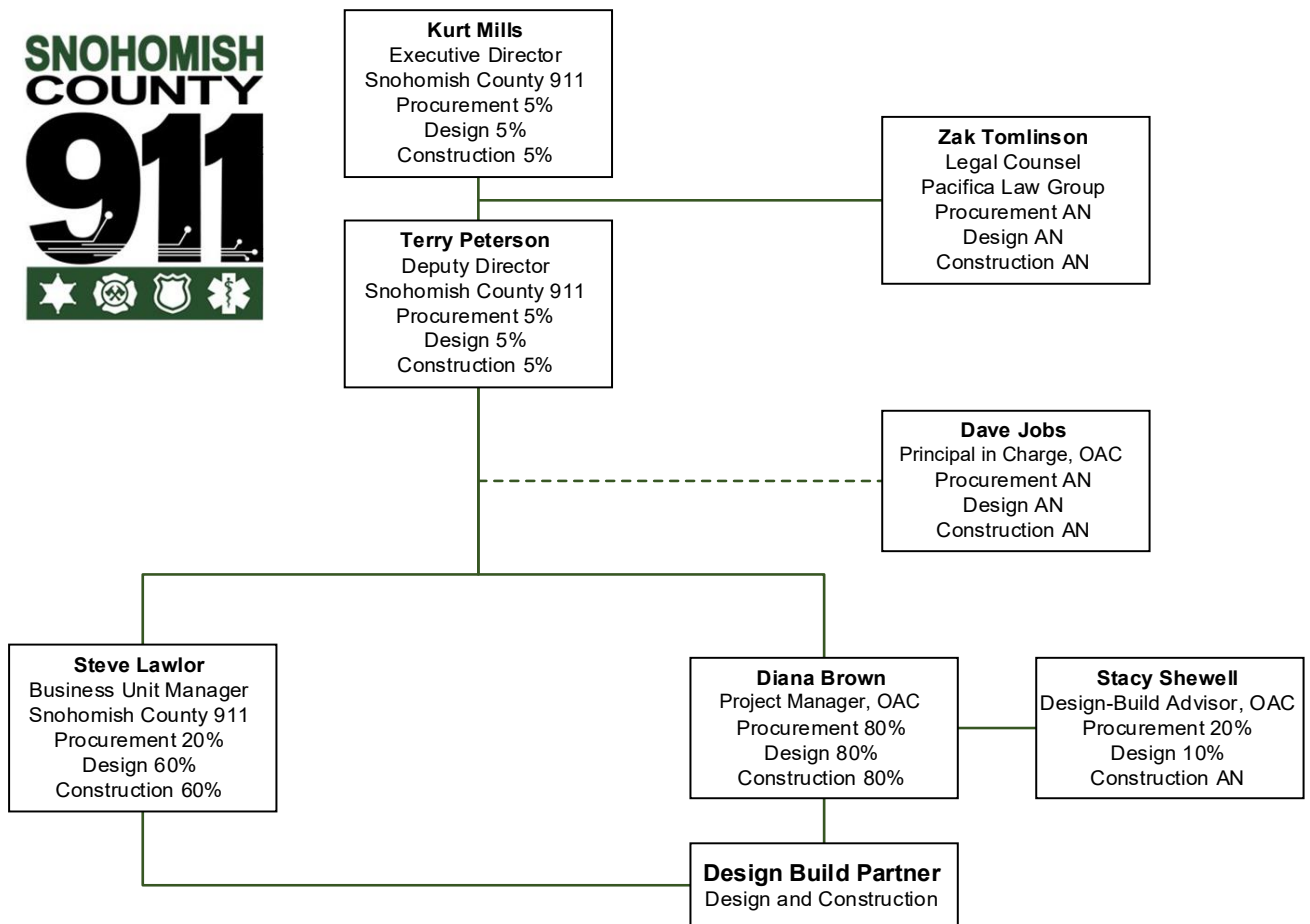 SNOHOMISH
COUNTY
911
Kurt Mills
Executive Director
Snohomish County 911
Procurement 5%
Design 5%
Construction 5%
Zak Tomlinson
Legal Counsel
Pacifica Law Group
Procurement AN
Design AN
Construction AN
Terry Peterson
Deputy Director
Snohomish County 911
Procurement 5%
Design 5%
Construction 5%
Dave Jobs
Principal in Charge, OAC
Procurement AN
Design AN
Construction AN
Steve Lawlor
Business Unit Manager
Snohomish County 911
Procurement 20%
Design 60%
Construction 60%
Diana Brown
Project Manager, OAC
Procurement 80%
Design 80%
Construction 80%
Stacy Shewell
Design-Build Advisor, OAC
Procurement 20%
Design 10%
Construction AN
Design Build Partner
Design and Construction